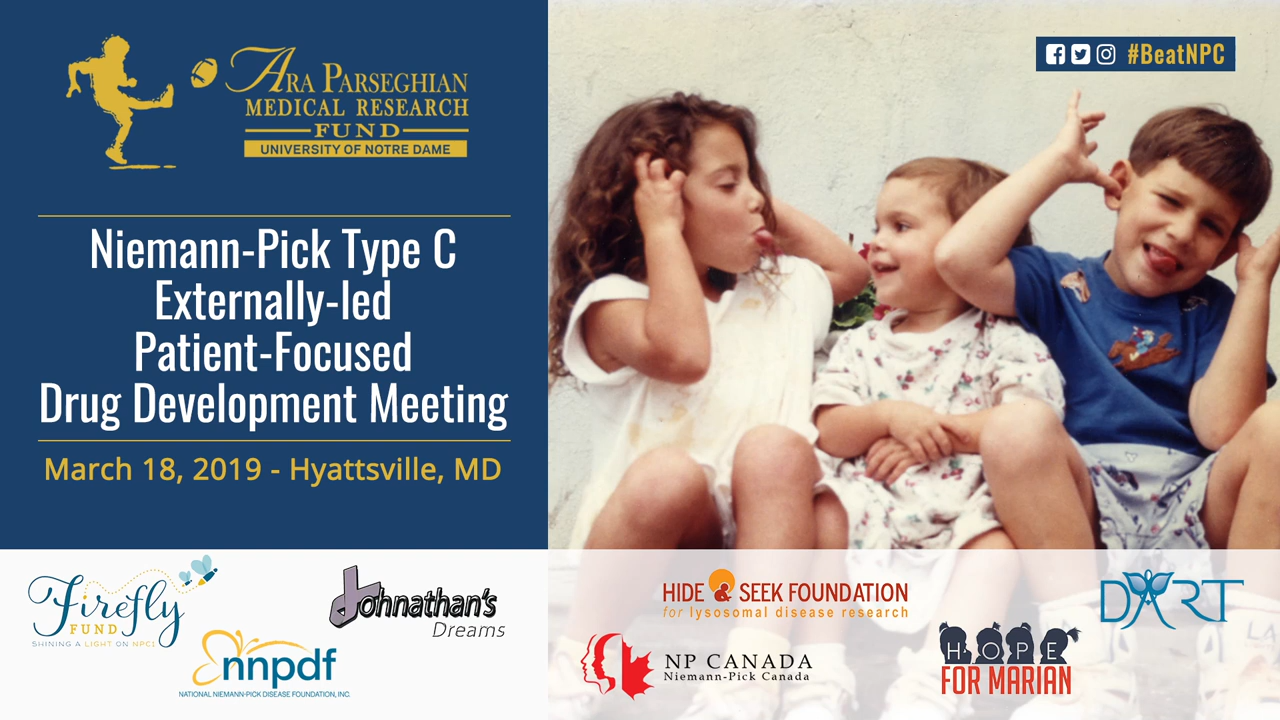 ARA PARSEGHIAN
MEDICAL RESEARCH
FUND
UNIVERSITY OF NOTRE DAME
Niemann-Pick Type C
Externally-led
Patient-Focused
Drug Development Meeting
March 18, 2019 - Hyattsville, MD
#BeatNPC
Firefly
FUND
SHINING A LIGHT ON NPC1
Johnathan's
Dreams
nnpdf
NATIONAL NIEMANN-PICK DISEASE FOUNDATION, INC.
HIDE & SEEK FOUNDATION
for lysosomal disease research
NP CANADA
Niemann-Pick Canada
HOPE
FOR MARIAN
DART